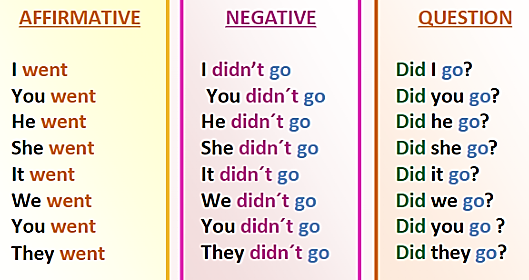 AFFIRMATIVE
I went
You went
He went
She went
It went
We went
You went
They went
NEGATIVE
I didn't go
You didn´t go
He didn´t go
She didn´t go
It didn´t go
We didn´t go
You didn´t go
They didn´t go
QUESTION
Did I go?
Did you go?
Did he go?
Did she go?
Did it go?
Did we go?
Did you go ?
Did they go?